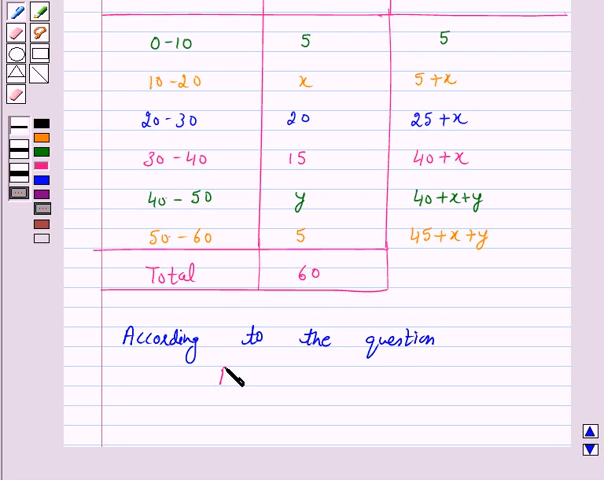 0-10 5 5
10-20 x 5+x
20-30 20 25+x
30-40 15 40+x
40-50 y 40+x+y
50-60 5 45+x+y
Total 60
According to the question